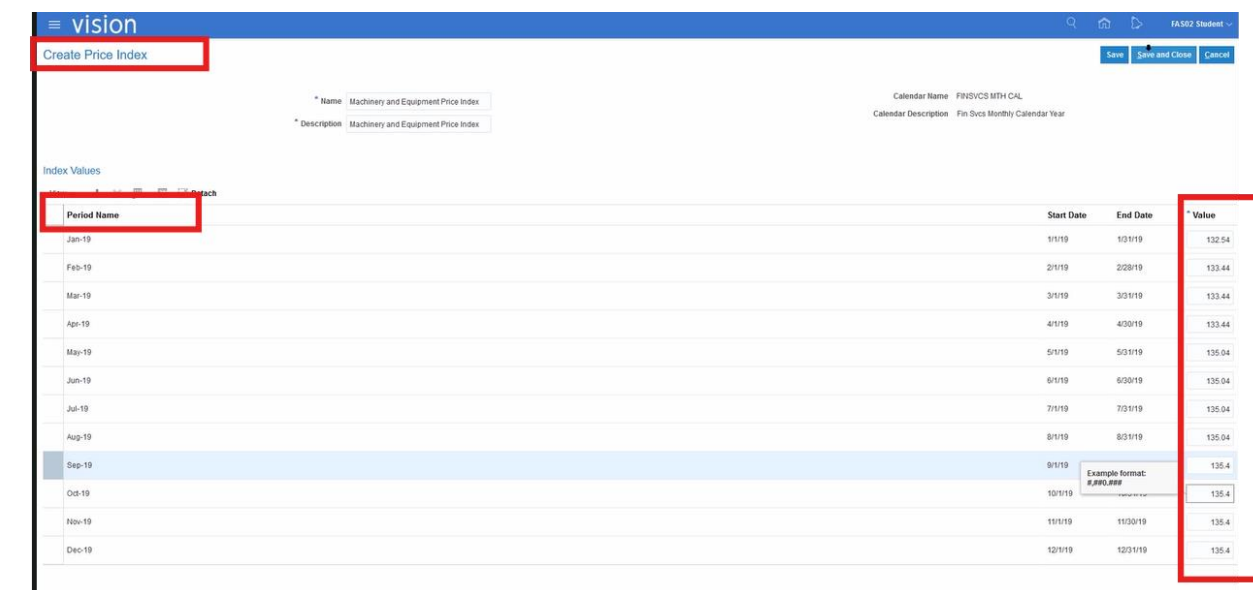 vision
FAS02 Student
Create Price Index
Save Save and Close Cancel
* Name Machinery and Equipment Price Index
Calendar Name FINSVCS MTH CAL
* Description Machinery and Equipment Price Index
Calendar Description Fin Svcs Monthly Calendar Year
Index Values
Detach
Period Name Start Date End Date * Value
Jan-19 1/1/19 1/31/19 132.54
Feb-19 2/1/19 2/28/19 133.44
Mar-19 3/1/19 3/31/19 133.44
Apr-19 4/1/19 4/30/19 133.44
May-19 5/1/19 5/31/19 135.04
Jun-19 6/1/19 6/30/19 135.04
Jul-19 7/1/19 7/31/19 135.04
Aug-19 8/1/19 8/31/19 135.04
Sep-19 9/1/19 135.4
Example format:
#,##0.###
Oct-19 10/1/19 135.4
Nov-19 11/1/19 11/30/19 135.4
Dec-19 12/1/19 12/31/19 135.4